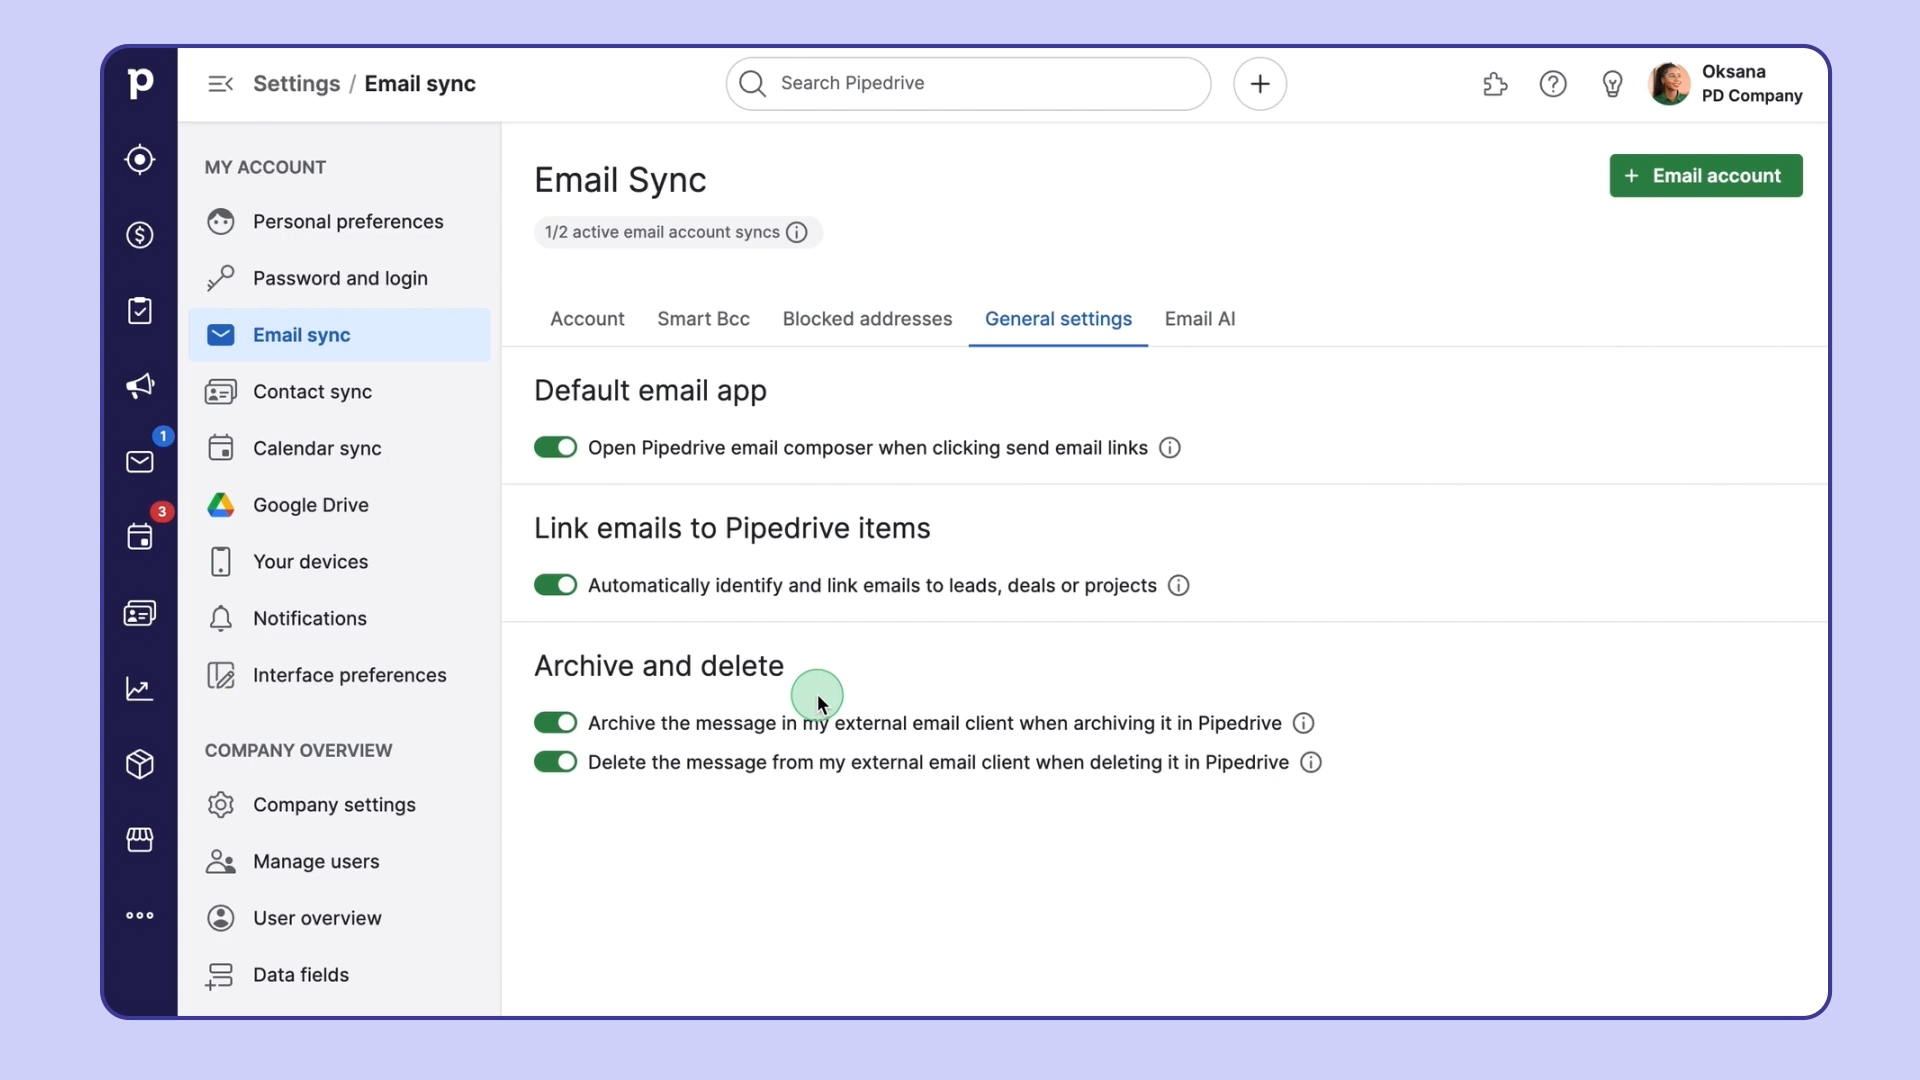 p
Settings / Email sync
Search Pipedrive
Oksana
PD Company
MY ACCOUNT
Personal preferences
Password and login
Email sync
Contact sync
Calendar sync
Google Drive
Your devices
Notifications
Interface preferences
COMPANY OVERVIEW
Company settings
Manage users
User overview
Data fields
1
3
Email Sync
+ Email account
1/2 active email account syncs
Account Smart Bcc Blocked addresses General settings Email AI
Default email app
Open Pipedrive email composer when clicking send email links
Link emails to Pipedrive items
Automatically identify and link emails to leads, deals or projects
Archive and delete
Archive the message in my external email client when archiving it in Pipedrive
Delete the message from my external email client when deleting it in Pipedrive